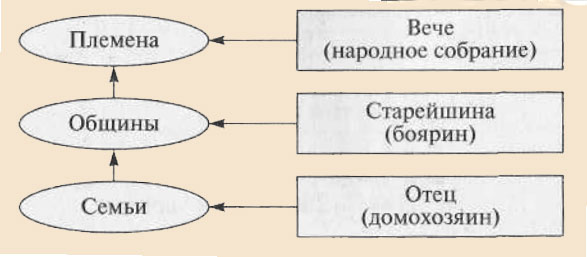 Племена
Вече
(народное собрание)
Общины
Старейшина
(боярин)
Семьи
Отец
(домохозяин)